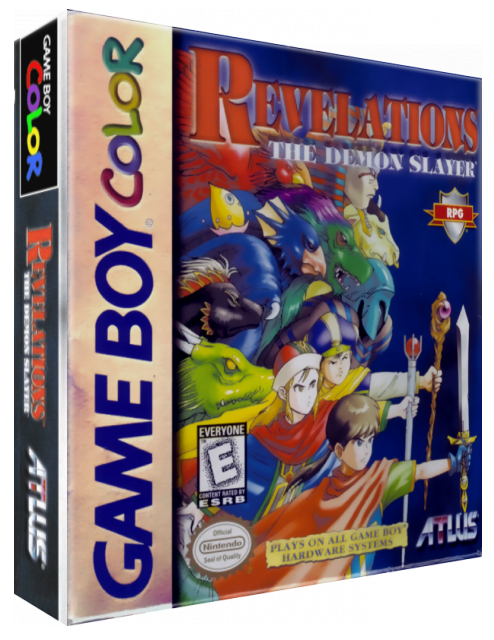 GAME BOY
COLOR
REVELATIONS
THE DEMON SLAYER
ATLUS
GAME BOY COLOR
REVELATIONS
THE DEMON SLAYER
RPG
EVERYONE
E
CONTENT RATED BY
ESRB
Official
Nintendo
Seal of Quality
PLAYS ON ALL GAME BOY
HARDWARE SYSTEMS
ATLUS